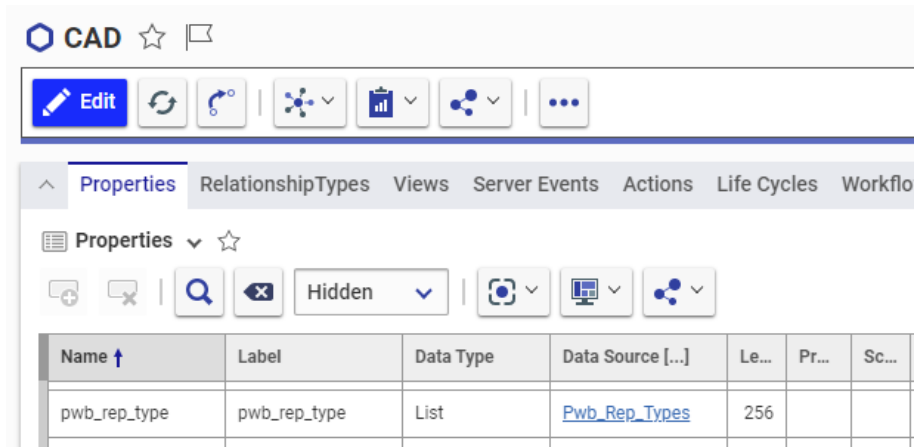 CAD
Edit
Properties RelationshipTypes Views Server Events Actions Life Cycles Workflo
Properties
Hidden
Name Label Data Type Data Source [...] Le... Pr... Sc...
pwb_rep_type pwb_rep_type List Pwb_Rep_Types 256